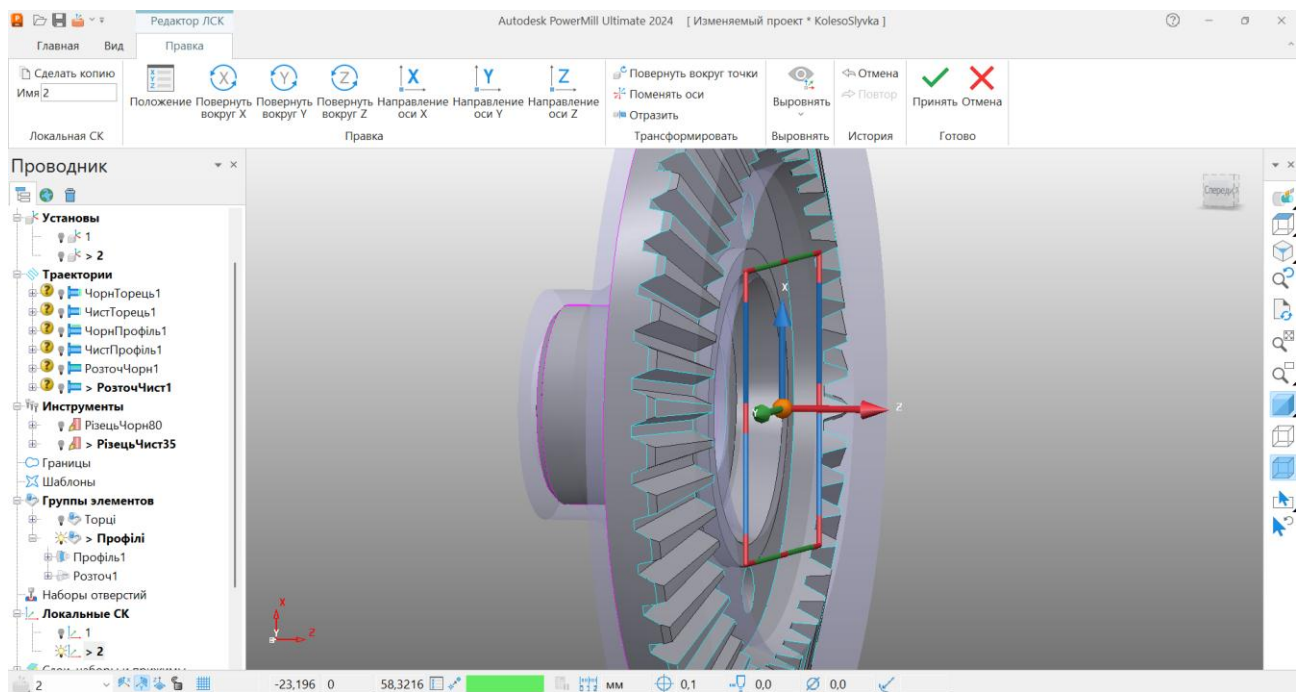 Редактор ЛСК
Autodesk PowerMill Ultimate 2024 [ Изменяемый проект * KolesoSlyvka ]
Главная Вид Правка
Сделать копию
Имя 2
Локальная СК
Положение
Повернуть вокруг X
Повернуть вокруг Y
Повернуть вокруг Z
Направление оси X
Направление оси Y
Направление оси Z
Правка
Повернуть вокруг точки
Поменять оси
Отразить
Трансформировать
Выровнять
Выровнять
Отмена
Повтор
История
Принять Отмена
Готово
Проводник
Установы
1
> 2
Траектории
ЧорнТорець1
ЧистТорець1
ЧорнПрофіль1
ЧистПрофіль1
РозточЧорн1
> РозточЧист1
Инструменты
РізецьЧорн80
> РізецьЧист35
Границы
Шаблоны
Группы элементов
Торці
> Профілі
Профіль1
Розточ1
Наборы отверстий
Локальные СК
1
> 2
Слои, наборы и прижимы
X
Z
X
Y
Z
2 -23,196 0 58,3216 мм 0,1 0,0 0,0